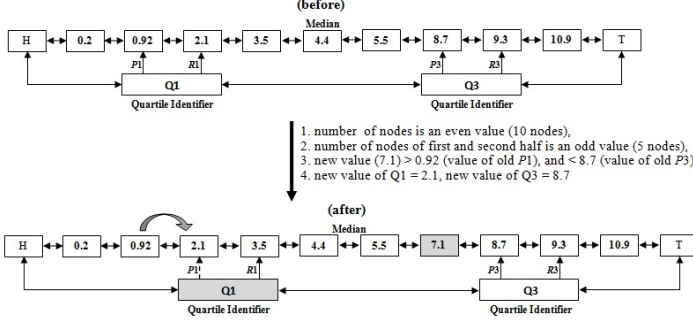 (before)
Median
H 0.2 0.92 2.1 3.5 4.4 5.5 8.7 9.3 10.9 T
P1 R1 P3 R3
Q1 Q3
Quartile Identifier Quartile Identifier
1. number of nodes is an even value (10 nodes),
2. number of nodes of first and second half is an odd value (5 nodes),
3. new value (7.1) > 0.92 (value of old P1), and < 8.7 (value of old P3)
4. new value of Q1 = 2.1, new value of Q3 = 8.7
(after)
Median
H 0.2 0.92 2.1 3.5 4.4 5.5 7.1 8.7 9.3 10.9 T
P1 R1 P3 R3
Q1 Q3
Quartile Identifier Quartile Identifier